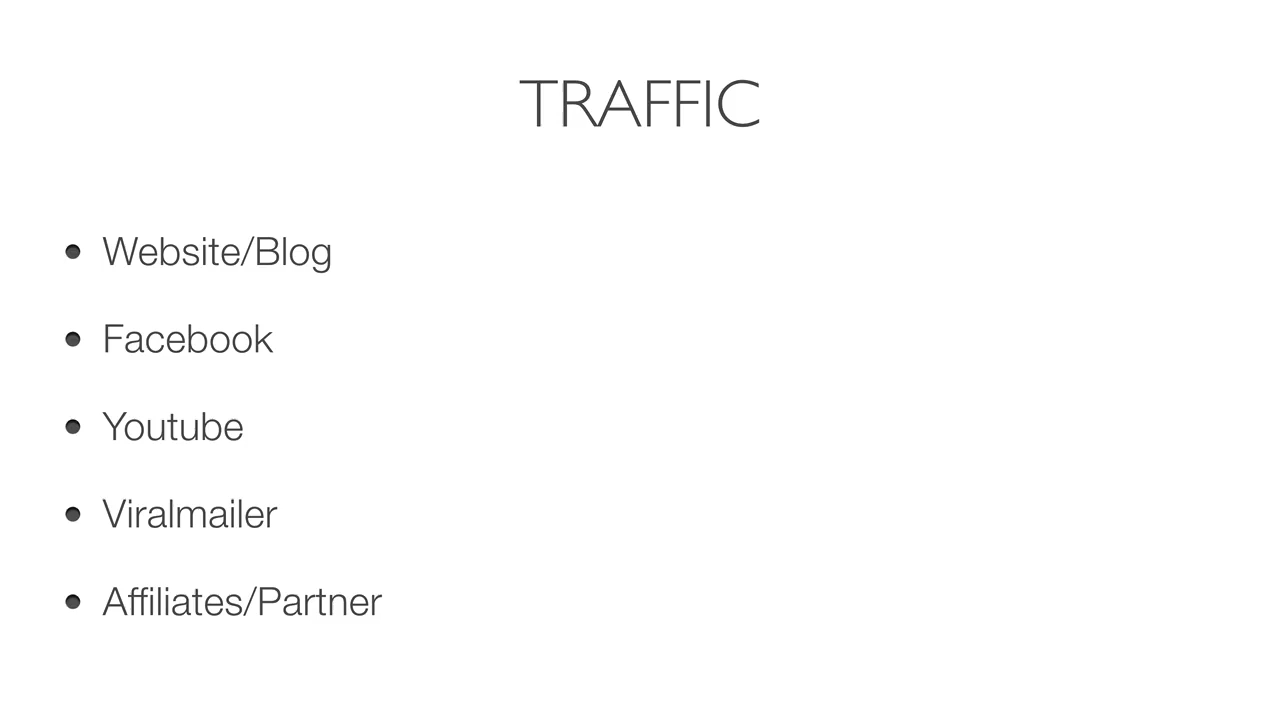 TRAFFIC
• Website/Blog
• Facebook
• Youtube
• Viralmailer
• Affiliates/Partner